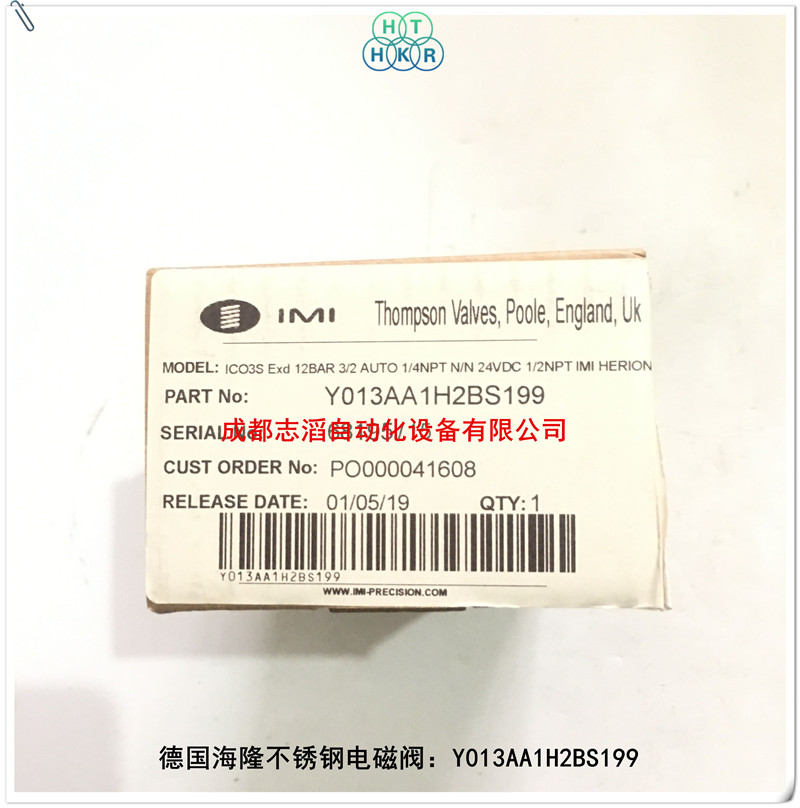 H T
H K R
IMI Thompson Valves, Poole, England, Uk
MODEL: ICO3S Exd 12BAR 3/2 AUTO 1/4NPT N/N 24VDC 1/2NPT IMI HERION
PART No: Y013AA1H2BS199
SERIAL No:
成都志滔自动化设备有限公司
CUST ORDER No: PO000041608
RELEASE DATE: 01/05/19 QTY: 1
Y013AA1H2BS199
WWW.IMI-PRECISION.COM
德国海隆不锈钢电磁阀：Y013AA1H2BS199